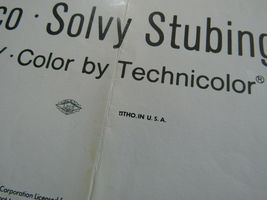 co · Solvy Stubing
· Color by Technicolor®
LITHO. IN U. S. A.
Corporation Licensed